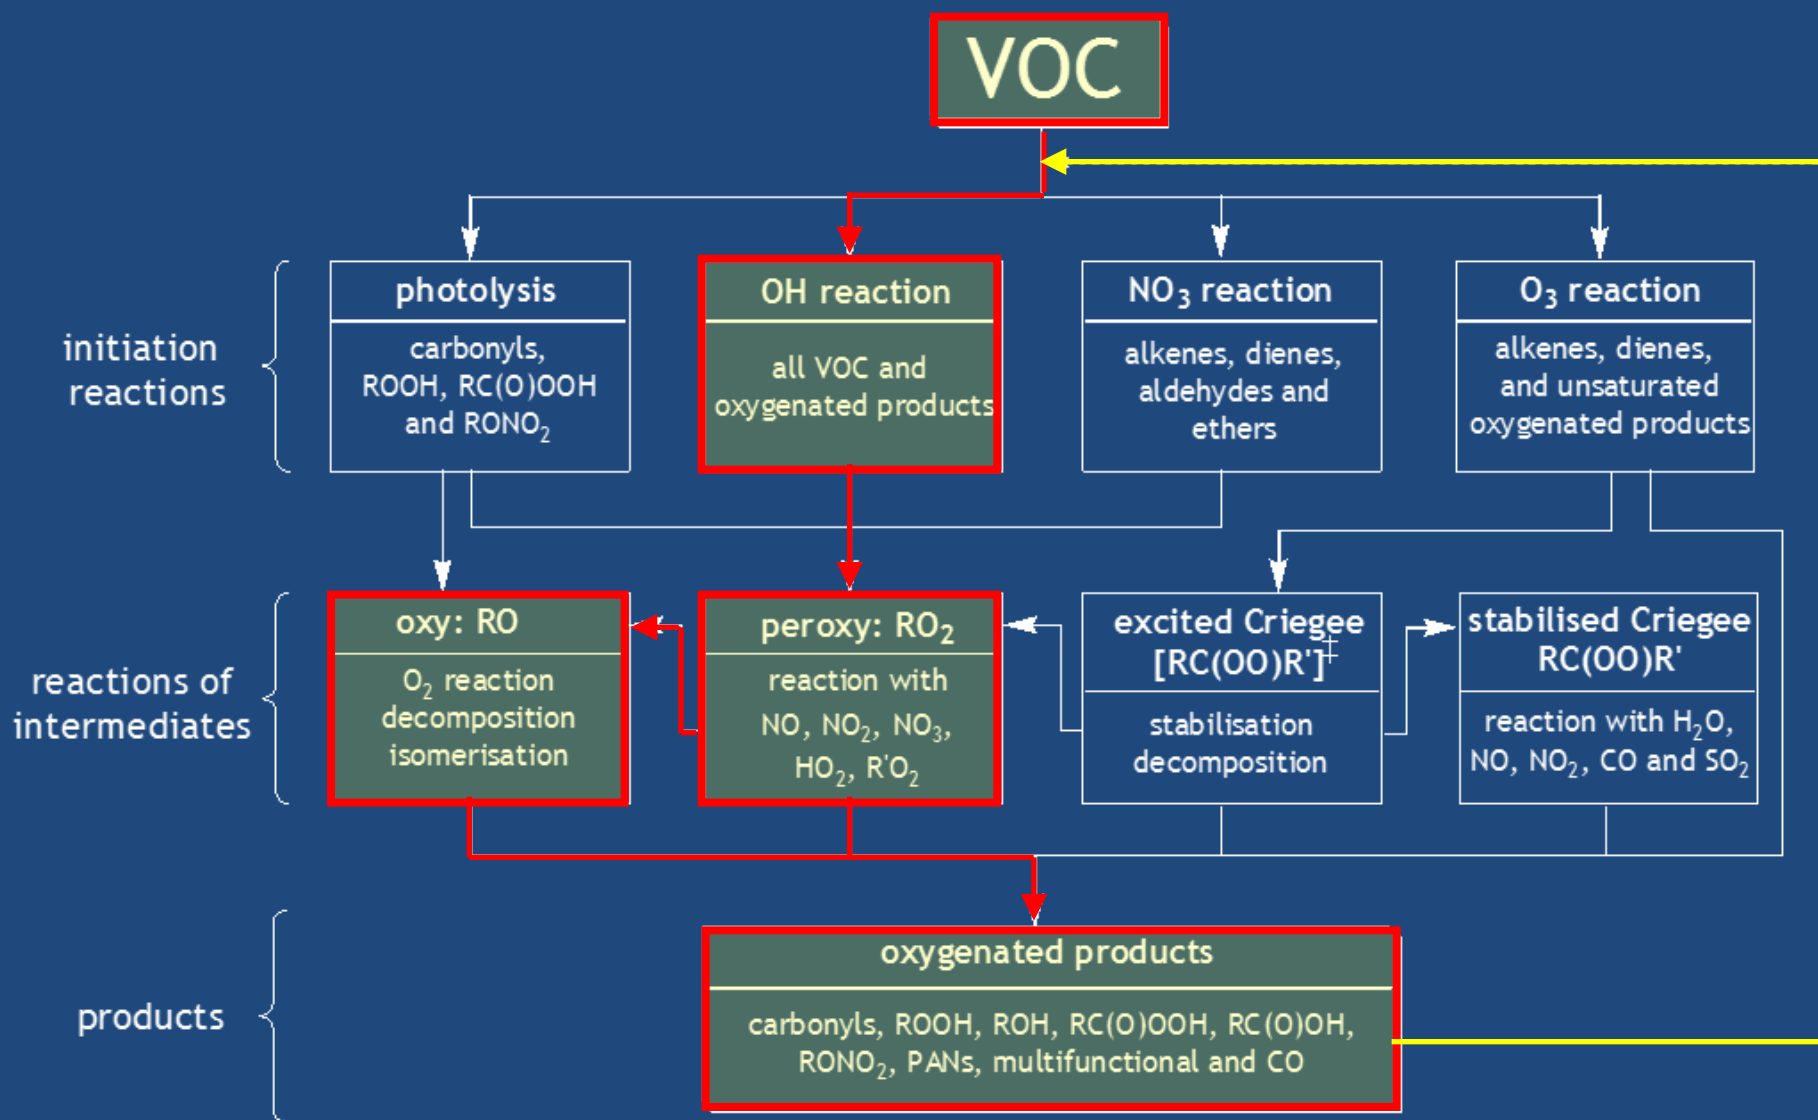 VOC
initiation
reactions
photolysis
carbonyls,
ROOH, RC(O)OOH
and RONO₂
OH reaction
all VOC and
oxygenated products
NO₃ reaction
alkenes, dienes,
aldehydes and
ethers
O₃ reaction
alkenes, dienes,
and unsaturated
oxygenated products
reactions of
intermediates
oxy: RO
O₂ reaction
decomposition
isomerisation
peroxy: RO₂
reaction with
NO, NO₂, NO₃,
HO₂, R'O₂
excited Criegee
[RC(OO)R']‡
stabilisation
decomposition
stabilised Criegee
RC(OO)R'
reaction with H₂O,
NO, NO₂, CO and SO₂
products
oxygenated products
carbonyls, ROOH, ROH, RC(O)OOH, RC(O)OH,
RONO₂, PANs, multifunctional and CO